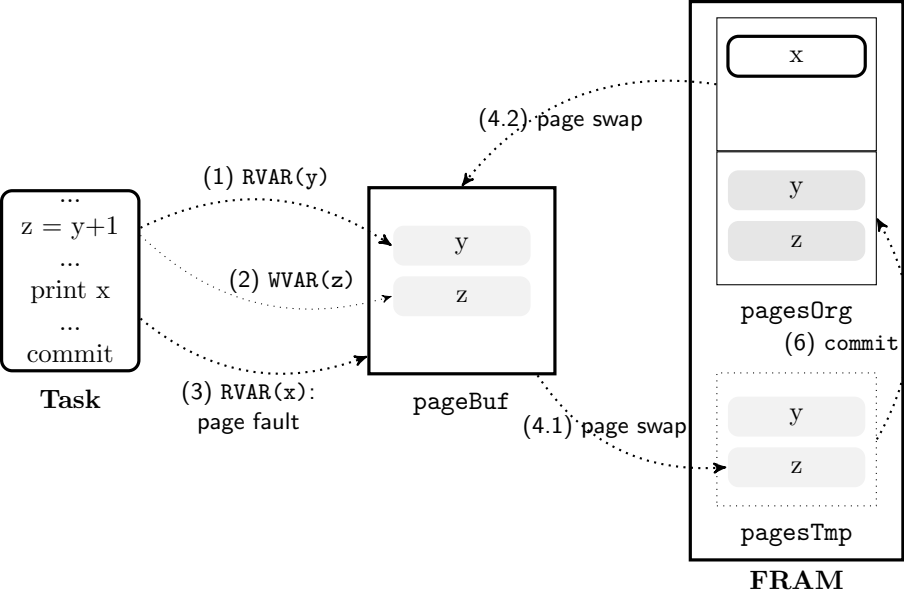 ...
z = y+1
...
print x
...
commit
Task
(1) RVAR(y)
(2) WVAR(z)
(3) RVAR(x):
page fault
y
z
pageBuf
(4.2) page swap
(4.1) page swap
x
y
z
pagesOrg
(6) commit
y
z
pagesTmp
FRAM